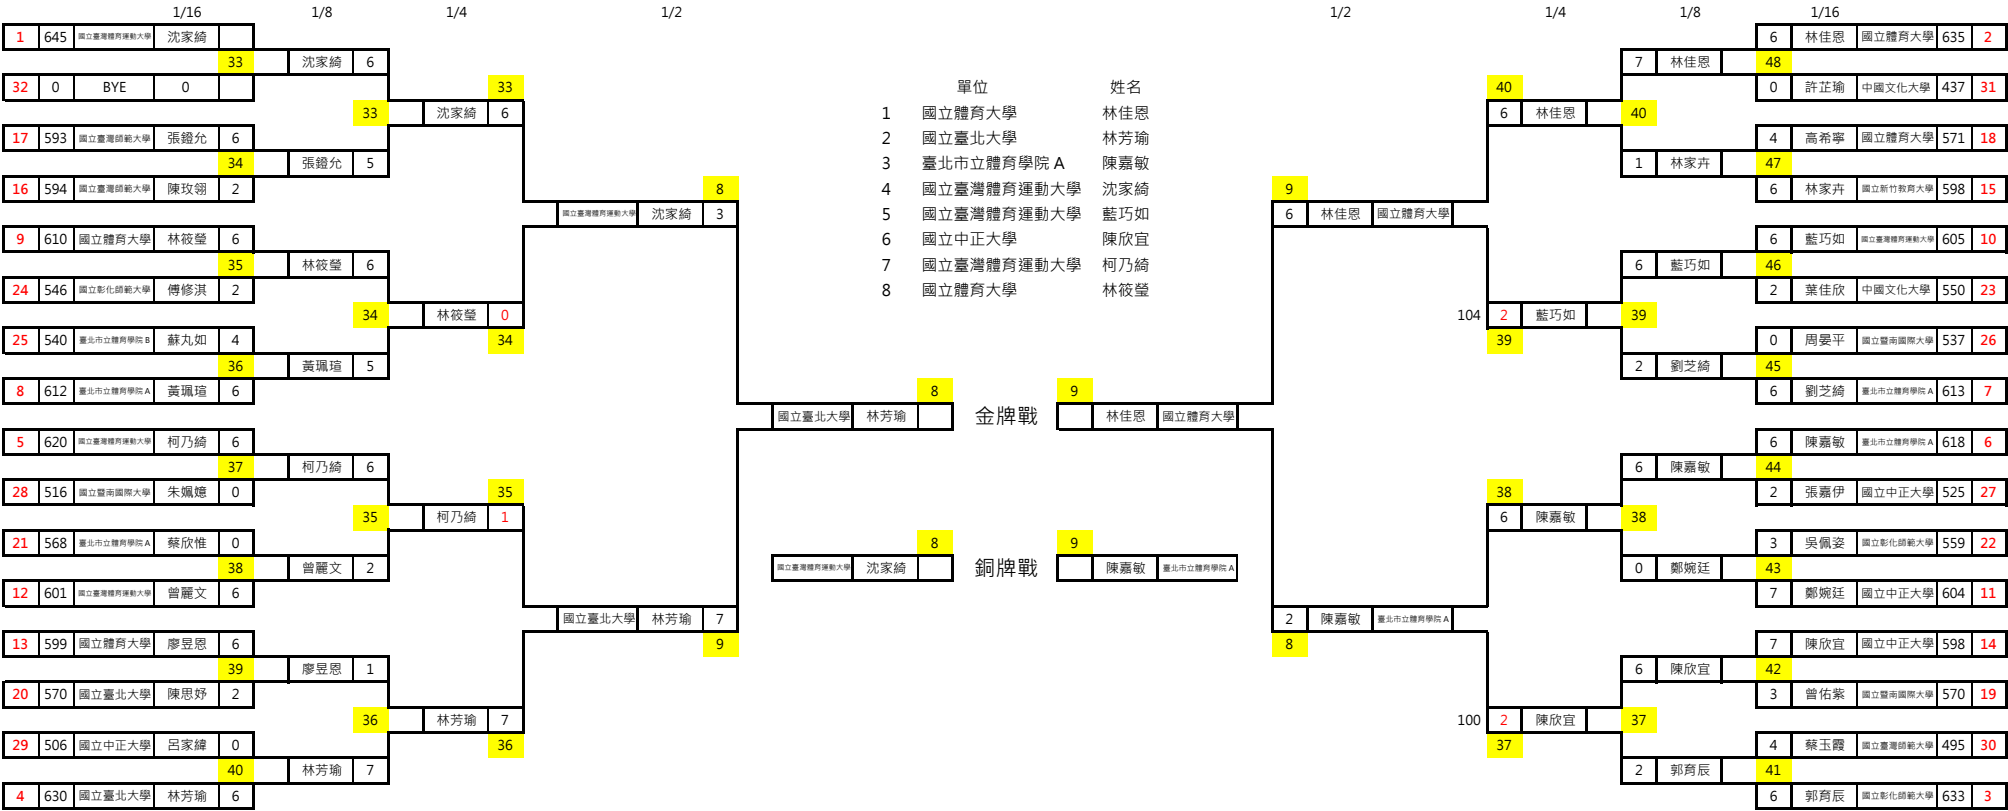 1/16 1/8 1/4 1/2 1/2 1/4 1/8 1/16
1 645 國立臺灣體育運動大學 沈家綺 6 林佳恩 國立體育大學 635 2
33 沈家綺 6 7 林佳恩 48
32 0 BYE 0 33 單位 姓名 40 0 許芷瑜 中國文化大學 437 31
33 沈家綺 6 1 國立體育大學 林佳恩 6 林佳恩 40
17 593 國立臺灣師範大學 張鐙允 6 2 國立臺北大學 林芳瑜 4 高希寧 國立體育大學 571 18
34 張鐙允 5 3 臺北市立體育學院 A 陳嘉敏 1 林家卉 47
16 594 國立臺灣師範大學 陳玫翎 2 8 4 國立臺灣體育運動大學 沈家綺 9 6 林家卉 國立新竹教育大學 598 15
國立臺灣體育運動大學 沈家綺 3 5 國立臺灣體育運動大學 藍巧如 6 林佳恩 國立體育大學
9 610 國立體育大學 林筱瑩 6 6 國立中正大學 陳欣宜 6 藍巧如 國立臺灣體育運動大學 605 10
35 林筱瑩 6 7 國立臺灣體育運動大學 柯乃綺 6 藍巧如 46
24 546 國立彰化師範大學 傅修淇 2 8 國立體育大學 林筱瑩 2 葉佳欣 中國文化大學 550 23
34 林筱瑩 0 104 2 藍巧如 39
25 540 臺北市立體育學院 B 蘇丸如 4 34 39 0 周晏平 國立暨南國際大學 537 26
36 黃珮瑄 5 2 劉芝綺 45
8 612 臺北市立體育學院 A 黃珮瑄 6 8 9 6 劉芝綺 臺北市立體育學院 A 613 7
國立臺北大學 林芳瑜 金牌戰 林佳恩 國立體育大學
5 620 國立臺灣體育運動大學 柯乃綺 6 6 陳嘉敏 臺北市立體育學院 A 618 6
37 柯乃綺 6 6 陳嘉敏 44
28 516 國立暨南國際大學 朱姵嬑 0 35 38 2 張嘉伊 國立中正大學 525 27
35 柯乃綺 1 6 陳嘉敏 38
21 568 臺北市立體育學院 A 蔡欣惟 0 8 9 3 吳佩姿 國立彰化師範大學 559 22
38 曾麗文 2 國立臺灣體育運動大學 沈家綺 銅牌戰 陳嘉敏 臺北市立體育學院 A 0 鄭婉廷 43
12 601 國立臺灣體育運動大學 曾麗文 6 7 鄭婉廷 國立中正大學 604 11
國立臺北大學 林芳瑜 7 2 陳嘉敏 臺北市立體育學院 A
13 599 國立體育大學 廖昱恩 6 9 8 7 陳欣宜 國立中正大學 598 14
39 廖昱恩 1 6 陳欣宜 42
20 570 國立臺北大學 陳思妤 2 3 曾佑紫 國立暨南國際大學 570 19
36 林芳瑜 7 100 2 陳欣宜 37
29 506 國立中正大學 呂家緯 0 36 37 4 蔡玉霞 國立臺灣師範大學 495 30
40 林芳瑜 7 2 郭育辰 41
4 630 國立臺北大學 林芳瑜 6 6 郭育辰 國立彰化師範大學 633 3